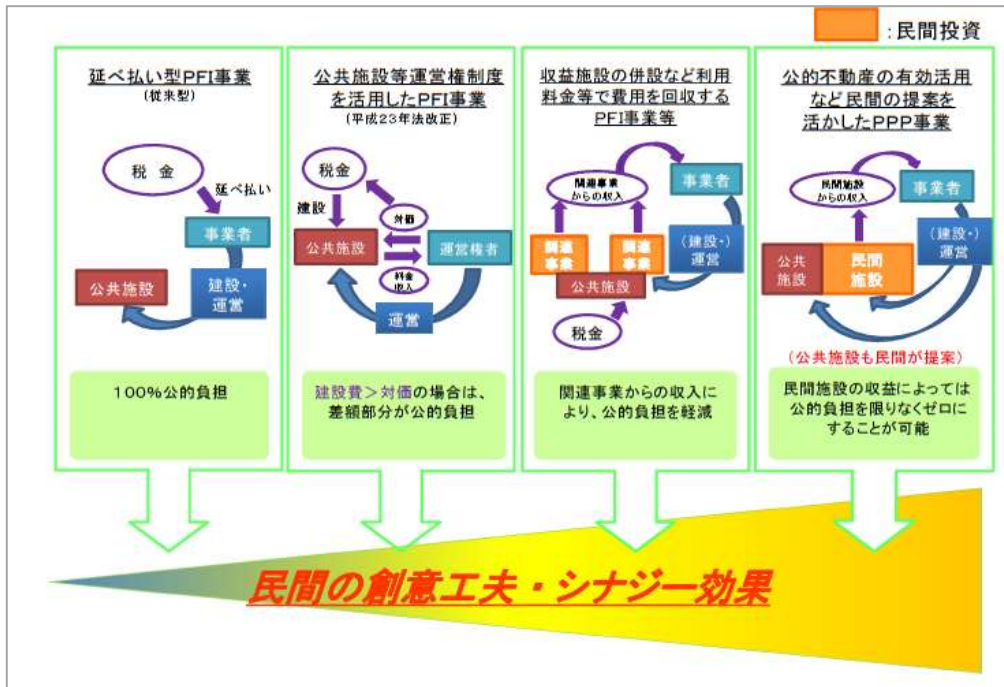 :民間投資
延べ払い型PFI事業
(従来型)
税 金
延べ払い
事業者
公共施設
建設・
運営
100%公的負担
公共施設等運営権制度
を活用したPFI事業
(平成23年法改正)
税金
建設
対価
公共施設
運営権者
料金
収入
運営
建設費>対価の場合は、
差額部分が公的負担
収益施設の併設など利用
料金等で費用を回収する
PFI事業等
関連事業
からの収入
事業者
関連
事業
関連
事業
(建設・)
運営
公共施設
税金
関連事業からの収入に
より、公的負担を軽減
公的不動産の有効活用
など民間の提案を
活かしたPPP事業
民間施設
からの収入
事業者
公共
施設
民間
施設
(建設・)
運営
(公共施設も民間が提案)
民間施設の収益によっては
公的負担を限りなくゼロに
することが可能
民間の創意工夫・シナジー効果